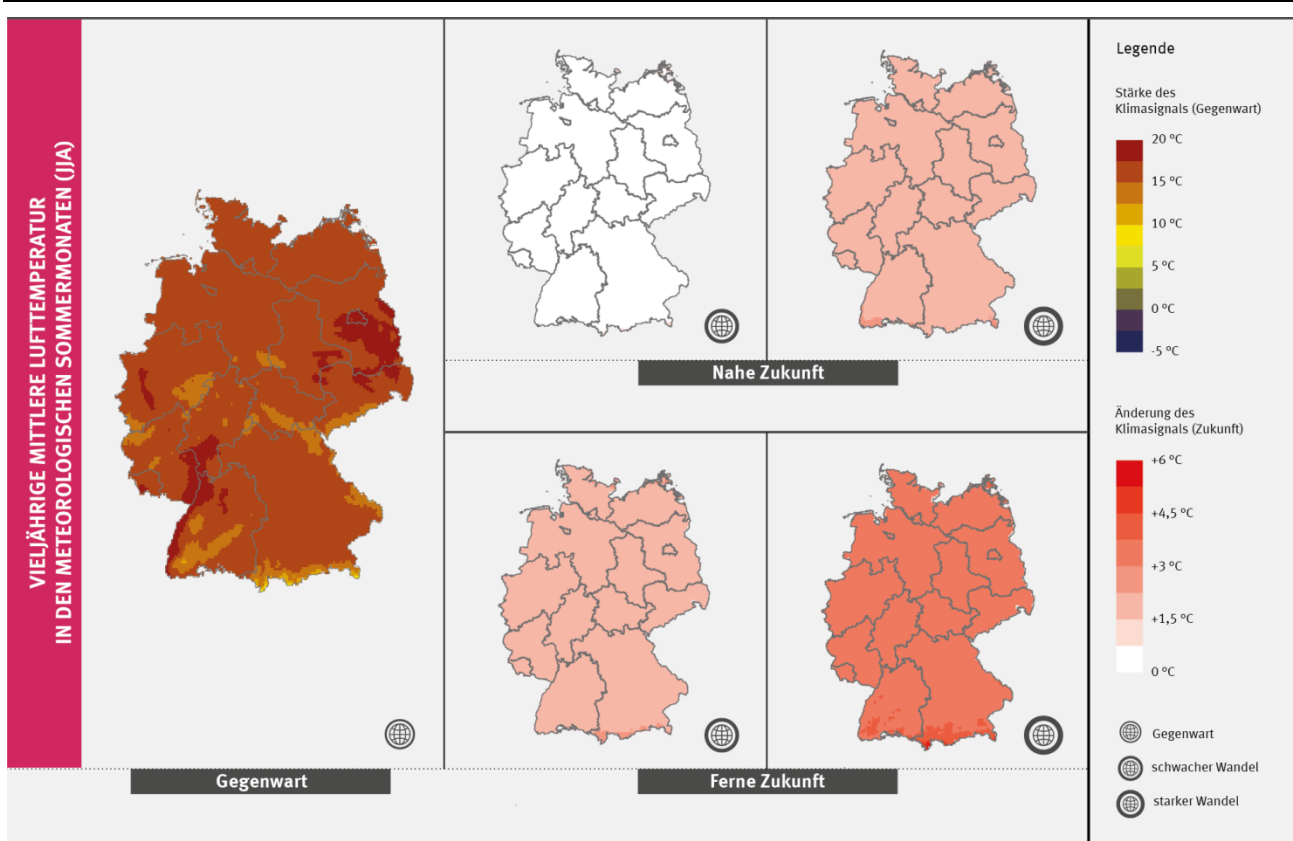 VIELJÄHRIGE MITTLERE LUFTTEMPERATUR
IN DEN METEOROLOGISCHEN SOMMERMONATEN (JJA)
Gegenwart
Nahe Zukunft
Ferne Zukunft
Legende
Stärke des
Klimasignals (Gegenwart)
20 °C
15 °C
10 °C
5 °C
0 °C
-5 °C
Änderung des
Klimasignals (Zukunft)
+6 °C
+4,5 °C
+3 °C
+1,5 °C
0 °C
Gegenwart
schwacher Wandel
starker Wandel